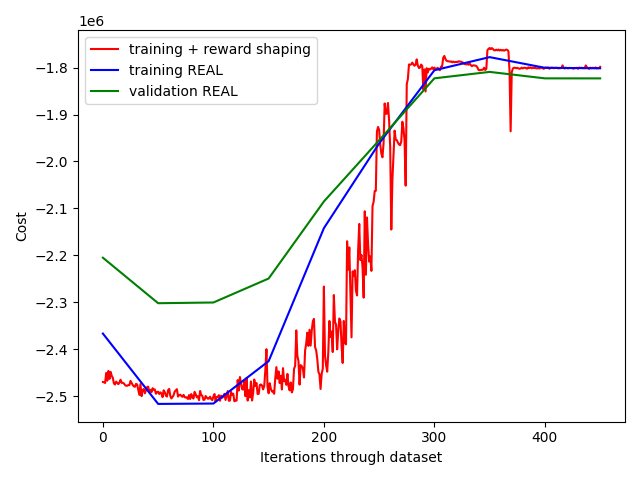 1e6
training + reward shaping
training REAL
validation REAL
−1.8
−1.9
−2.0
−2.1
−2.2
−2.3
−2.4
−2.5
Cost
0 100 200 300 400
Iterations through dataset